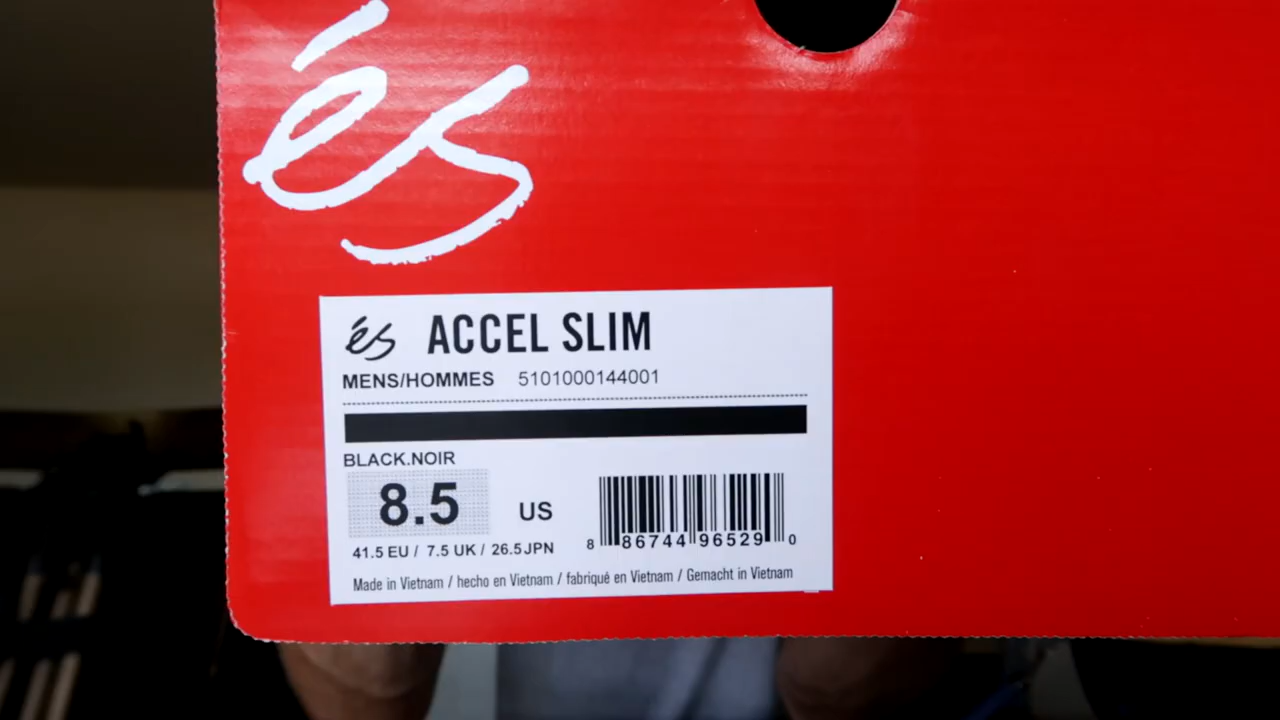 és
és ACCEL SLIM
MENS/HOMMES 5101000144001
BLACK.NOIR
8.5 US
41.5 EU / 7.5 UK / 26.5 JPN
8 86744 96529 0
Made in Vietnam / hecho en Vietnam / fabriqué en Vietnam / Gemacht in Vietnam